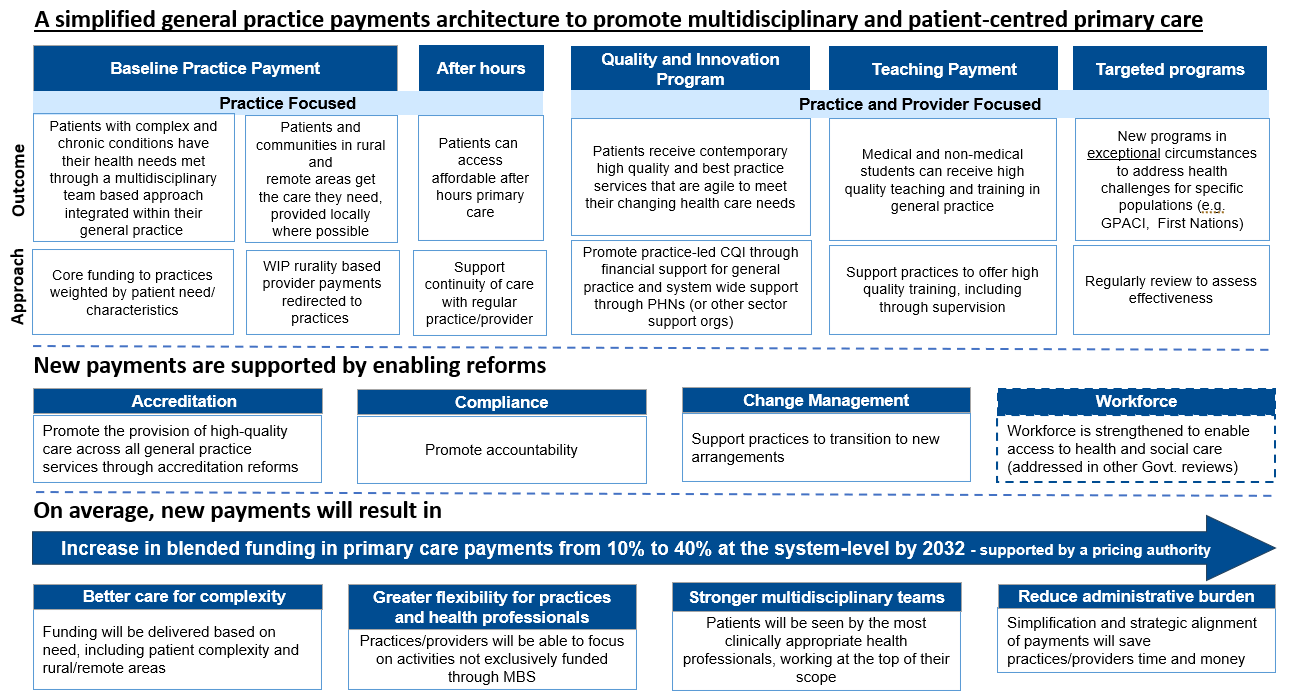 A simplified general practice payments architecture to promote multidisciplinary and patient-centred primary care
Baseline Practice Payment
After hours
Quality and Innovation
Program
Teaching Payment
Targeted programs
Practice Focused
Practice and Provider Focused
Outcome
Patients with complex and
chronic conditions have
their health needs met
through a multidisciplinary
team based approach
integrated within their
general practice
Patients and
communities in rural
and
remote areas get
the care they need,
provided locally
where possible
Patients can
access
affordable after
hours primary
care
Patients receive contemporary
high quality and best practice
services that are agile to meet
their changing health care needs
Medical and non-medical
students can receive high
quality teaching and training in
general practice
New programs in
exceptional circumstances
to address health
challenges for specific
populations (e.g.
GPACI, First Nations)
Approach
Core funding to practices
weighted by patient need/
characteristics
WIP rurality based
provider payments
redirected to
practices
Support
continuity of care
with regular
practice/provider
Promote practice-led CQI through
financial support for general
practice and system wide support
through PHNs (or other sector
support orgs)
Support practices to offer high
quality training, including
through supervision
Regularly review to assess
effectiveness
New payments are supported by enabling reforms
Accreditation
Promote the provision of high-quality
care across all general practice
services through accreditation reforms
Compliance
Promote accountability
Change Management
Support practices to transition to new
arrangements
Workforce
Workforce is strengthened to enable
access to health and social care
(addressed in other Govt. reviews)
On average, new payments will result in
Increase in blended funding in primary care payments from 10% to 40% at the system-level by 2032 - supported by a pricing authority
Better care for complexity
Funding will be delivered based on
need, including patient complexity and
rural/remote areas
Greater flexibility for practices
and health professionals
Practices/providers will be able to focus
on activities not exclusively funded
through MBS
Stronger multidisciplinary teams
Patients will be seen by the most
clinically appropriate health
professionals, working at the top of their
scope
Reduce administrative burden
Simplification and strategic alignment
of payments will save
practices/providers time and money